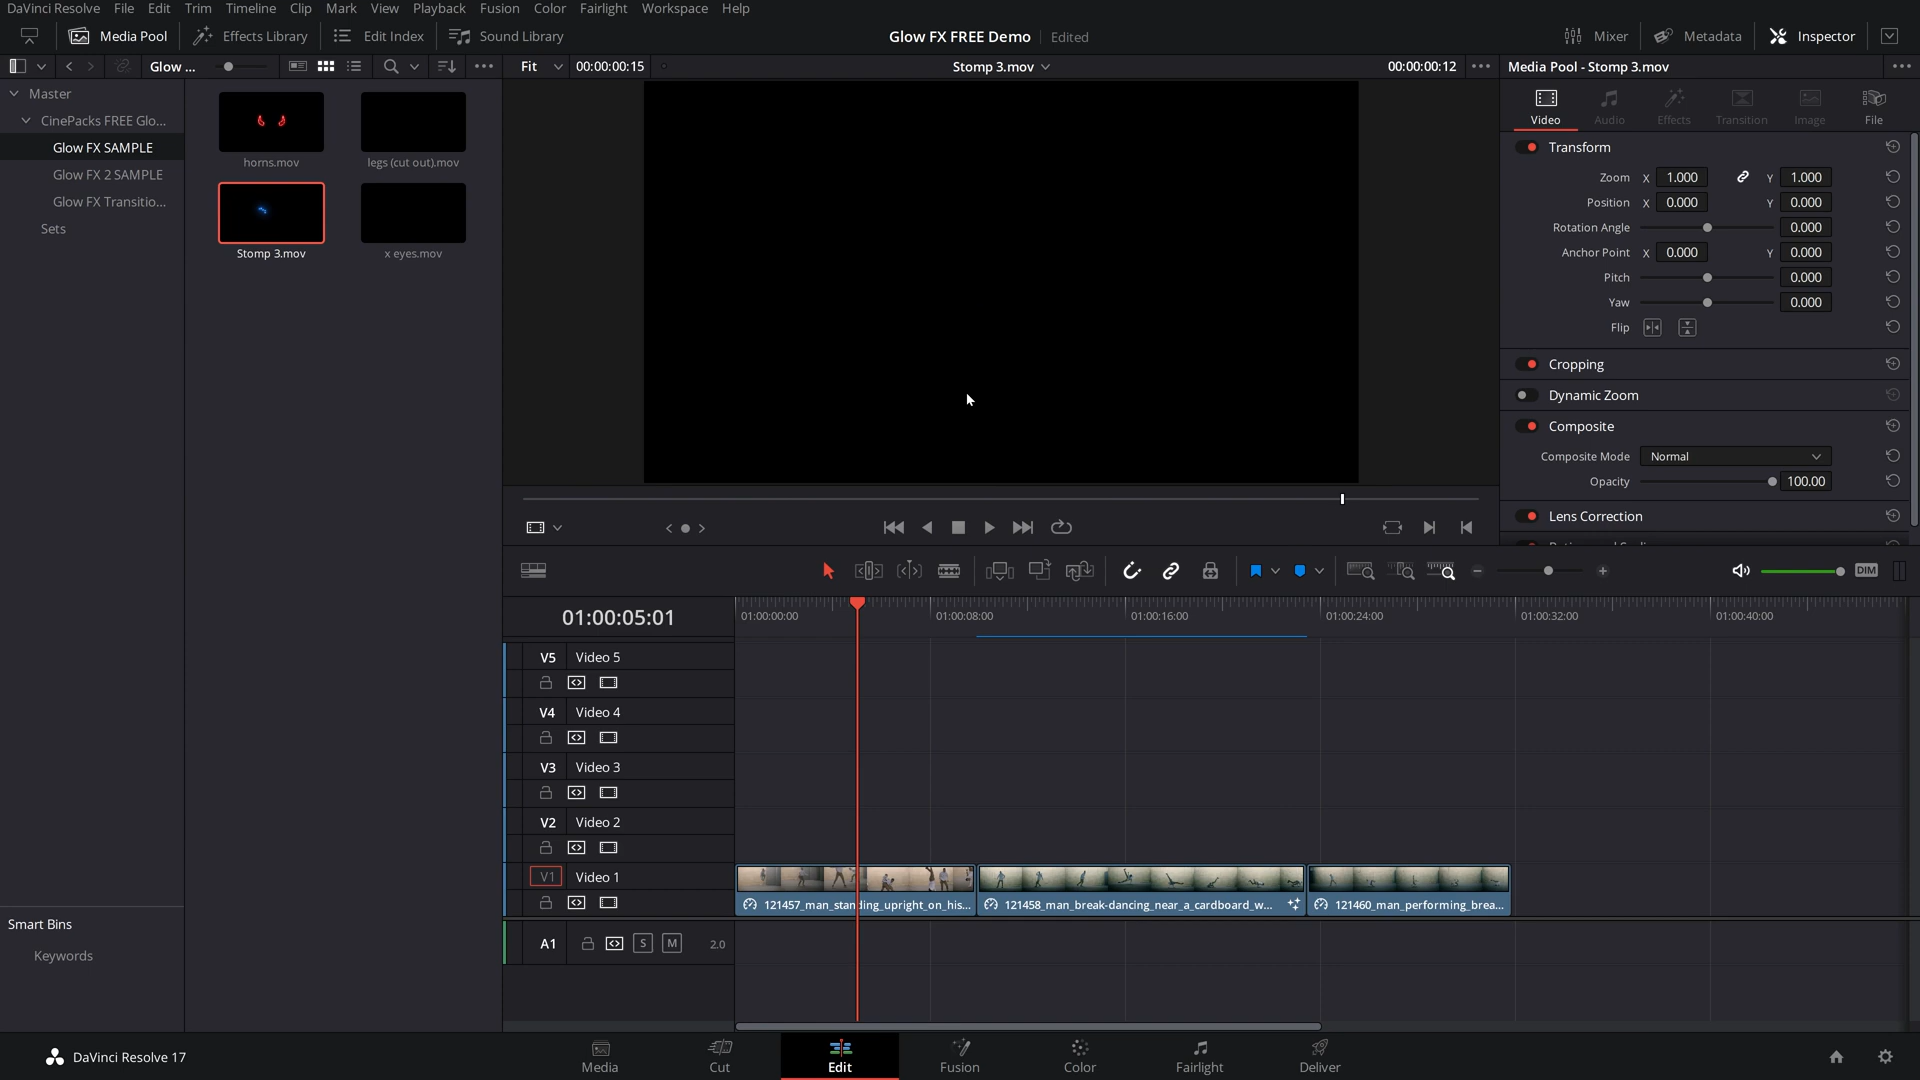 DaVinci Resolve File Edit Trim Timeline Clip Mark View Playback Fusion Color Fairlight Workspace Help
Media Pool Effects Library Edit Index Sound Library Glow FX FREE Demo Edited Mixer Metadata Inspector
Glow ... Fit 00:00:00:15 Stomp 3.mov 00:00:00:12 Media Pool - Stomp 3.mov
Master
CinePacks FREE Glo...
Glow FX SAMPLE
Glow FX 2 SAMPLE
Glow FX Transitio...
Sets
horns.mov
legs (cut out).mov
Stomp 3.mov
x eyes.mov
Video Audio Effects Transition Image File
Transform
Zoom X 1.000 Y 1.000
Position X 0.000 Y 0.000
Rotation Angle 0.000
Anchor Point X 0.000 Y 0.000
Pitch 0.000
Yaw 0.000
Flip
Cropping
Dynamic Zoom
Composite
Composite Mode Normal
Opacity 100.00
Lens Correction
DIM
01:00:05:01
01:00:00:00 01:00:08:00 01:00:16:00 01:00:24:00 01:00:32:00 01:00:40:00
V5 Video 5
V4 Video 4
V3 Video 3
V2 Video 2
V1 Video 1
121457_man_standing_upright_on_his... 121458_man_break-dancing_near_a_cardboard_w... 121460_man_performing_brea...
A1 S M 2.0
Smart Bins
Keywords
DaVinci Resolve 17
Media Cut Edit Fusion Color Fairlight Deliver